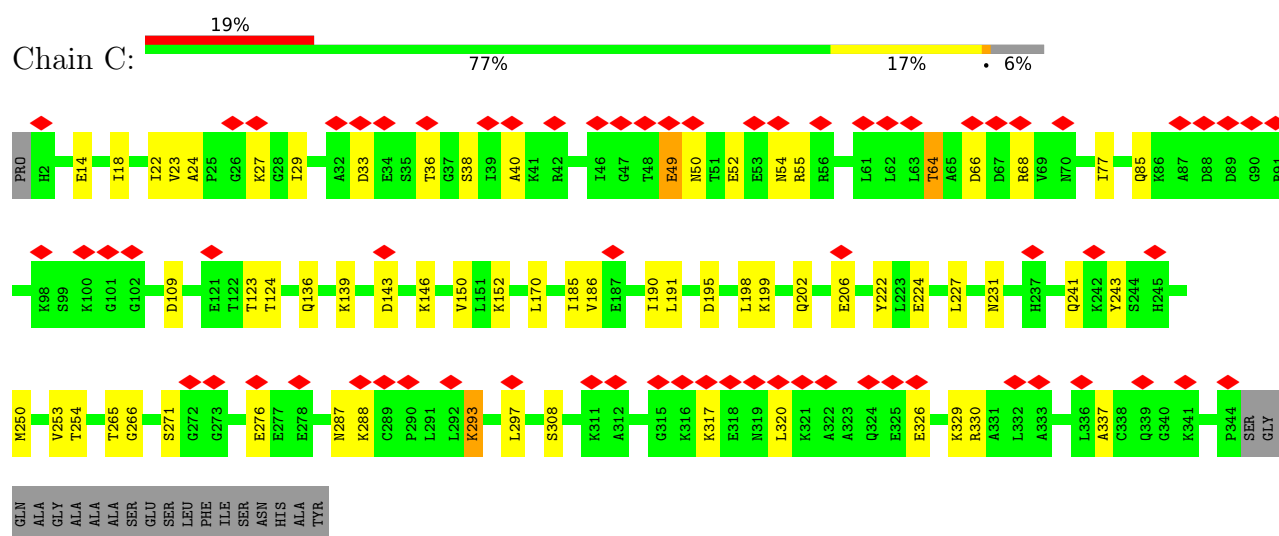 19%
Chain C:
77% 17% • 6%
PRO H2 E14 I18 I22 V23 A24 P25 G26 K27 G28 I29 A32 D33 E34 S35 T36 G37 S38 I39 A40 K41 R42 I46 G47 T48 E49 N50 T51 E52 E53 N54 R55 R56 L61 L62 L63 T64 A65 D66 D67 R68 V69 N70 I77 Q85 K86 A87 D88 D89 G90
K98 S99 K100 G101 G102 D109 E121 T122 T123 T124 Q136 K139 D143 K146 V150 L151 K152 L170 I185 V186 E187 I190 L191 D195 L198 K199 Q202 E206 Y222 L223 E224 L227 N231 H237 Q241 K242 Y243 S244 H245
M250 V253 T254 T265 G266 S271 G272 G273 E276 E277 E278 N287 K288 C289 P290 L291 L292 K293 L297 S308 K311 A312 G315 K316 K317 E318 N319 L320 K321 A322 A323 Q324 E325 E326 K329 R330 A331 L332 A333 L336 A337 C338 Q339 G340 K341 P344 SER GLY
GLN ALA GLY ALA ALA ALA SER GLU SER LEU PHE ILE SER ASN HIS ALA TYR